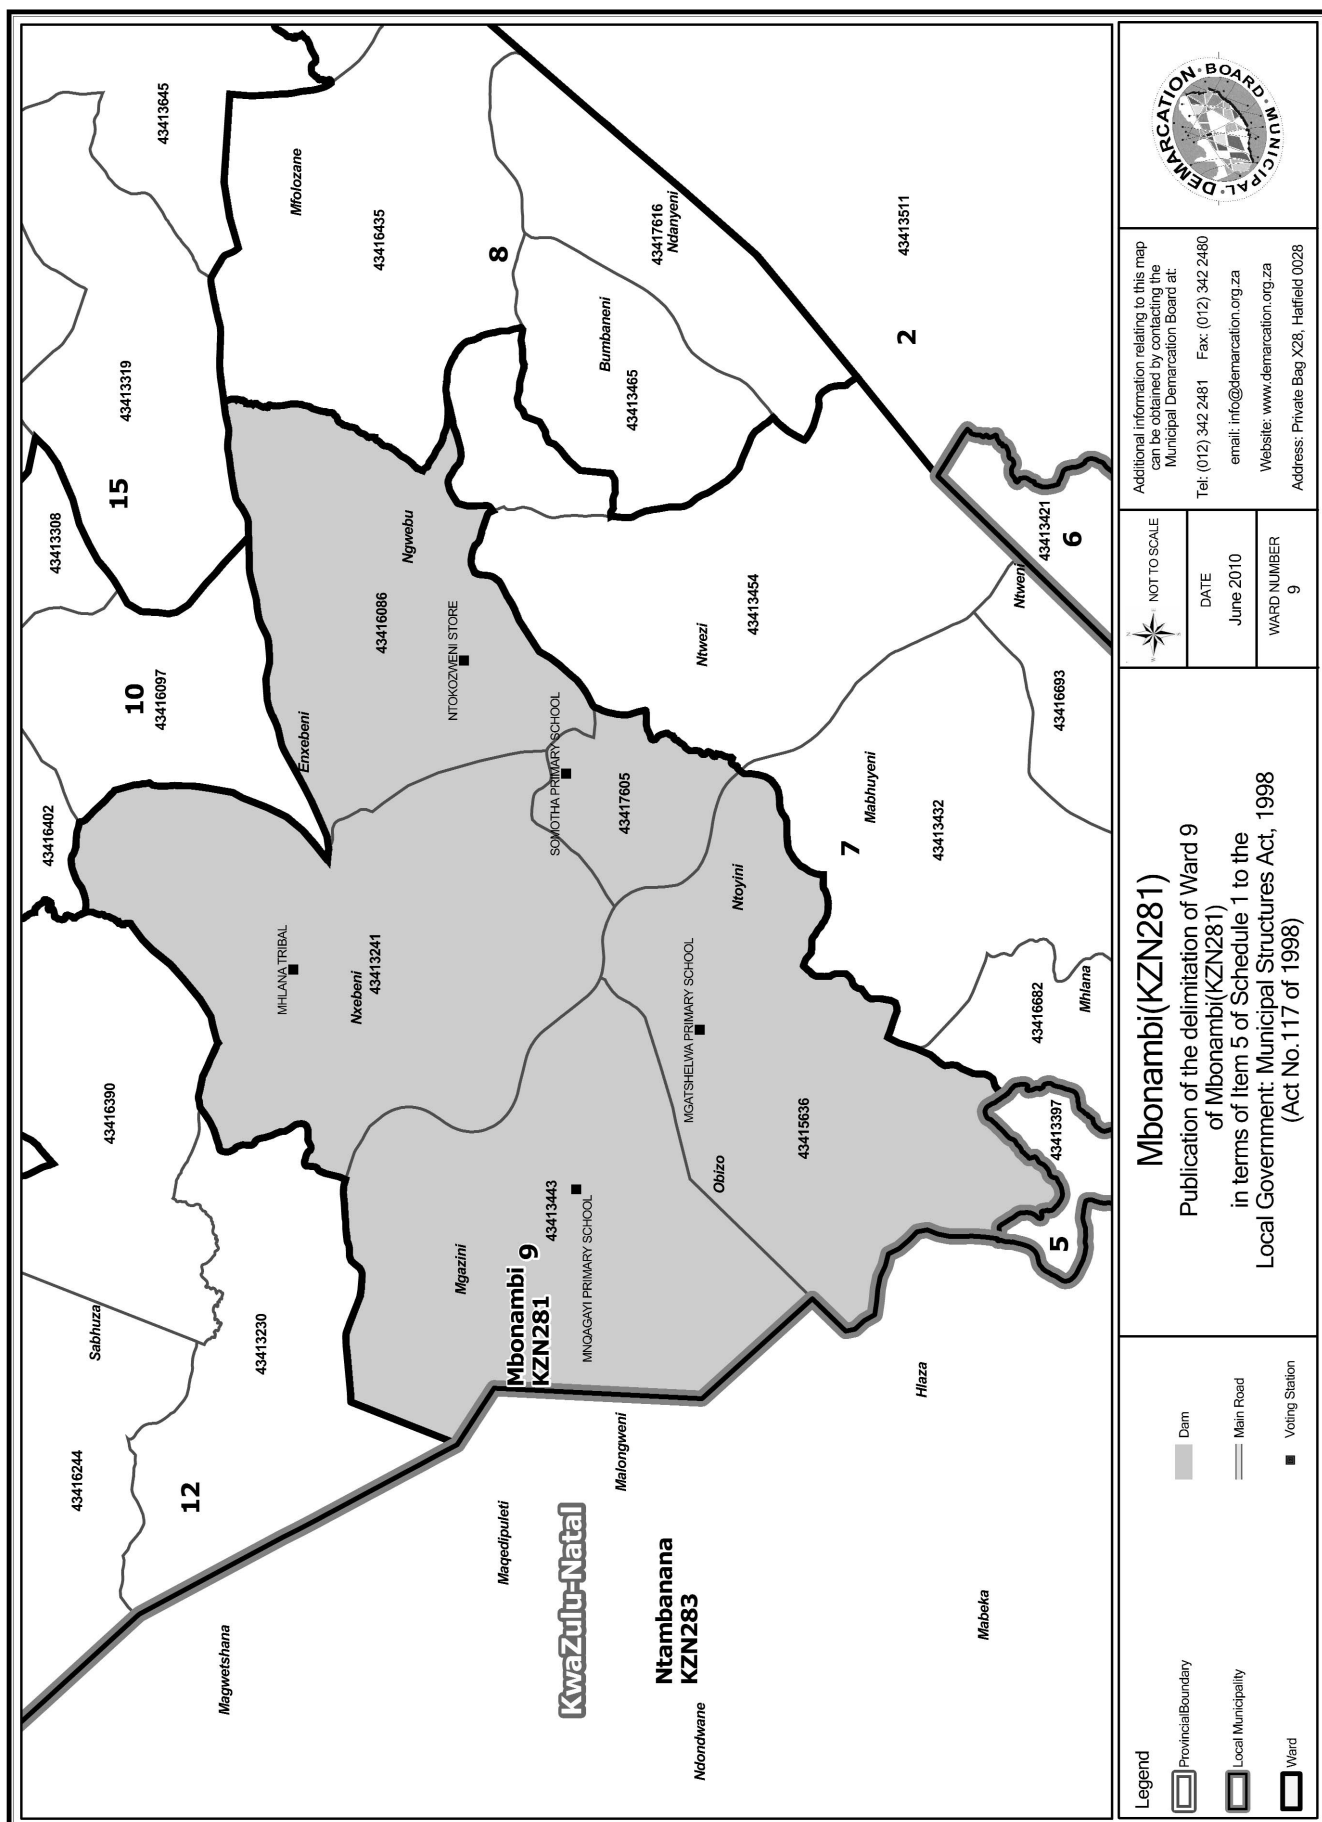 43413645
Mfolozane
43416435
8
43417616
Ndanyeni
43413511
2
43413319
15
43413308
Bumbaneni
43413465
Ngwebu
43416086
NTOKOZWENI STORE
10
43416097
Enxebeni
43416402
SOMOTHA PRIMARY SCHOOL
43417605
Ntwezi
43413454
43413421
6
Ntweni
43416693
Mabhuyeni
7
43413432
Ntoyini
MHLANA TRIBAL
Nxebeni
43413241
MGATSHELWA PRIMARY SCHOOL
43416682
Mhlana
43413397
43416390
43415636
Obizo
5
43413443
MNQAGAYI PRIMARY SCHOOL
Mgazini
Mbonambi 9
KZN281
Sabhuza
43413230
43416244
12
Hlaza
Malongweni
Maqedipuleti
KwaZulu-Natal
Ntambanana
KZN283
Mabeka
Magwetshana
Ndondwane
Legend
ProvincialBoundary
Local Municipality
Ward
Dam
Main Road
Voting Station
Mbonambi(KZN281)
Publication of the delimitation of Ward 9
of Mbonambi(KZN281)
in terms of Item 5 of Schedule 1 to the
Local Government: Municipal Structures Act, 1998
(Act No.117 of 1998)
N
E
S
W
NOT TO SCALE
DATE
June 2010
WARD NUMBER
9
Additional information relating to this map
can be obtained by contacting the
Municipal Demarcation Board at:
Tel: (012) 342 2481 Fax: (012) 342 2480
email: info@demarcation.org.za
Website: www.demarcation.org.za
Address: Private Bag X28, Hatfield 0028
MUNICIPAL · DEMARCATION · BOARD ·